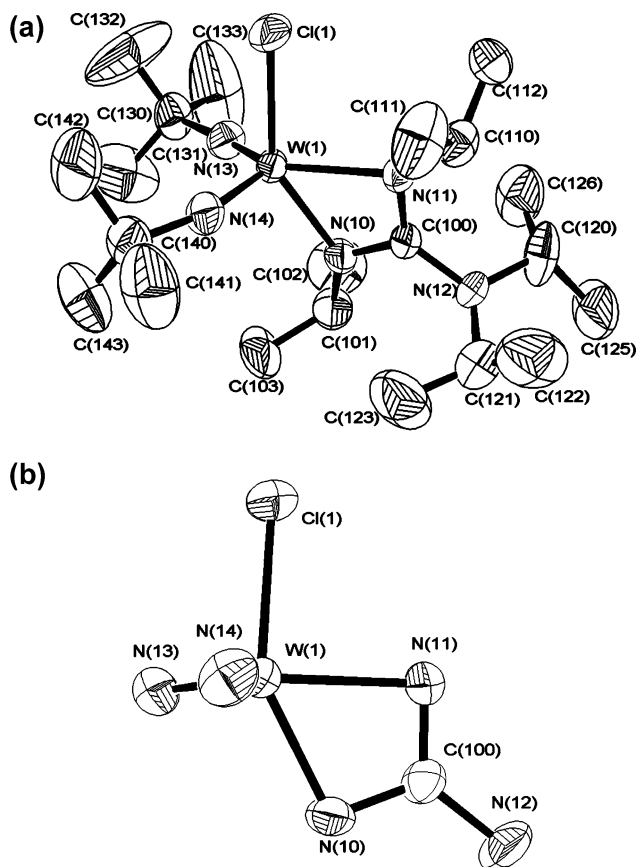 (a)
C(132)
C(133)
Cl(1)
C(112)
C(142)
C(130)
C(111)
C(110)
C(131)
W(1)
N(13)
N(11)
C(126)
N(14)
N(10)
C(100)
C(120)
C(140)
C(102)
N(12)
C(141)
C(143)
C(101)
C(125)
C(103)
C(121)
C(122)
C(123)
(b)
Cl(1)
N(14)
W(1)
N(11)
N(13)
C(100)
N(12)
N(10)